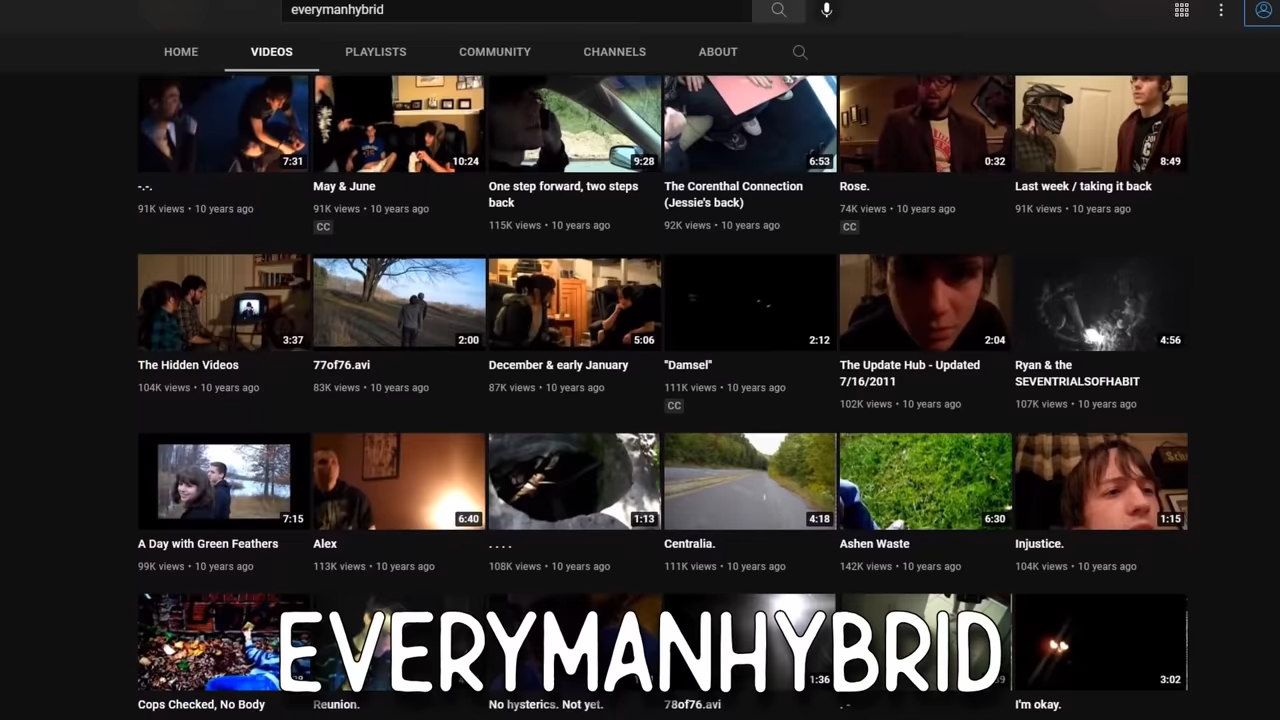 everymanhybrid
HOME VIDEOS PLAYLISTS COMMUNITY CHANNELS ABOUT
7:31 10:24 9:28 6:53 0:32 8:49
-.-. May & June One step forward, two steps back The Corenthal Connection (Jessie's back) Rose. Last week / taking it back
91K views • 10 years ago 91K views • 10 years ago 115K views • 10 years ago 92K views • 10 years ago 74K views • 10 years ago 91K views • 10 years ago
CC CC
3:37 2:00 5:06 2:12 2:04 4:56
The Hidden Videos 77of76.avi December & early January "Damsel" The Update Hub - Updated 7/16/2011 Ryan & the SEVENTRIALSOFHABIT
104K views • 10 years ago 83K views • 10 years ago 87K views • 10 years ago 111K views • 10 years ago 102K views • 10 years ago 107K views • 10 years ago
CC
7:15 6:40 1:13 4:18 6:30 1:15
A Day with Green Feathers Alex . . . . Centralia. Ashen Waste Injustice.
99K views • 10 years ago 113K views • 10 years ago 108K views • 10 years ago 111K views • 10 years ago 142K views • 10 years ago 104K views • 10 years ago
EVERYMANHYBRID
1:36 3:02
Cops Checked, No Body Reunion. No hysterics. Not yet. 78of76.avi . - I'm okay.